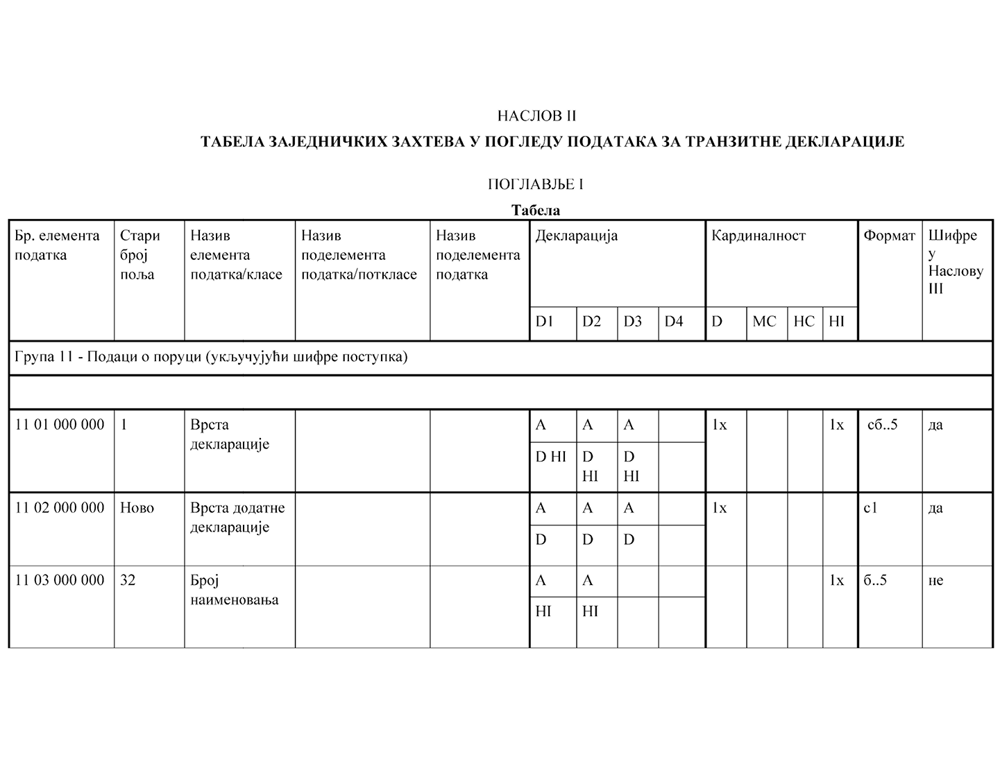 НАСЛОВ II
ТАБЕЛА ЗАЈЕДНИЧКИХ ЗАХТЕВА У ПОГЛЕДУ ПОДАТАКА ЗА ТРАНЗИТНЕ ДЕКЛАРАЦИЈЕ
ПОГЛАВЉЕ I
Табела
Бр. елемента
податка
Стари
број
поља
Назив
елемента
податка/класе
Назив
поделемента
податка/поткласе
Назив
поделемента
податка
Декларација
Кардиналност
Формат
Шифре
у
Наслову
III
D1 D2 D3 D4 D MC HC HI
Група 11 - Подаци о поруци (укључујући шифре поступка)
11 01 000 000 1 Врста
декларације
A A A 1x 1x сб..5 да
D HI D
HI
D
HI
11 02 000 000 Ново Врста додатне
декларације
A A A 1x с1 да
D D D
11 03 000 000 32 Број
наименовања
A A 1x б..5 не
HI HI